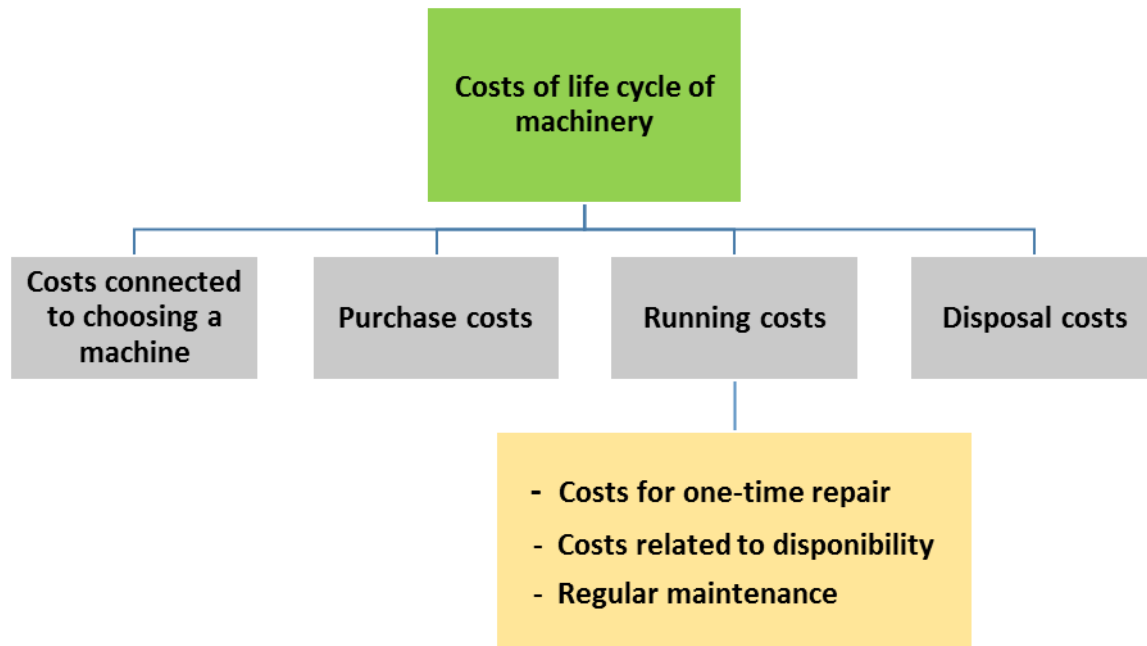 Costs of life cycle of
machinery
Costs connected
to choosing a
machine
Purchase costs
Running costs
Disposal costs
- Costs for one-time repair
- Costs related to disponibility
- Regular maintenance